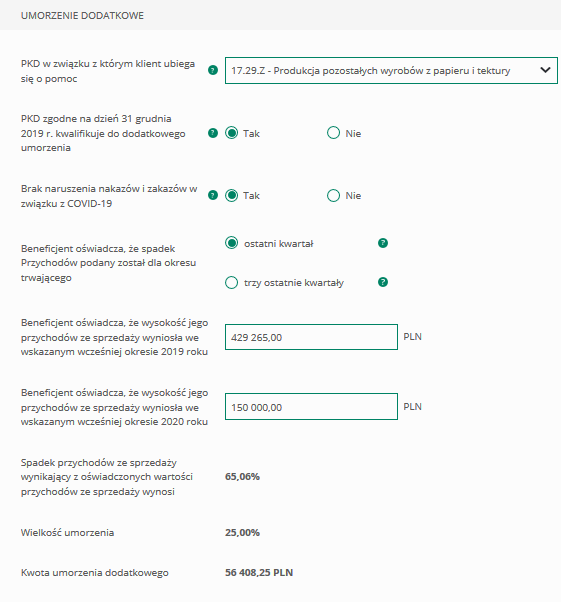 UMORZENIE DODATKOWE
PKD w związku z którym klient ubiega
się o pomoc
?
17.29.Z - Produkcja pozostałych wyrobów z papieru i tektury
PKD zgodne na dzień 31 grudnia
2019 r. kwalifikuje do dodatkowego
umorzenia
?
Tak
Nie
Brak naruszenia nakazów i zakazów w
związku z COVID-19
?
Tak
Nie
Beneficjent oświadcza, że spadek
Przychodów podany został dla okresu
trwającego
ostatni kwartał
?
trzy ostatnie kwartały
?
Beneficjent oświadcza, że wysokość jego
przychodów ze sprzedaży wyniosła we
wskazanym wcześniej okresie 2019 roku
429 265,00
PLN
Beneficjent oświadcza, że wysokość jego
przychodów ze sprzedaży wyniosła we
wskazanym wcześniej okresie 2020 roku
150 000,00
PLN
Spadek przychodów ze sprzedaży
wynikający z oświadczonych wartości
przychodów ze sprzedaży wynosi
65,06%
Wielkość umorzenia
25,00%
Kwota umorzenia dodatkowego
56 408,25 PLN